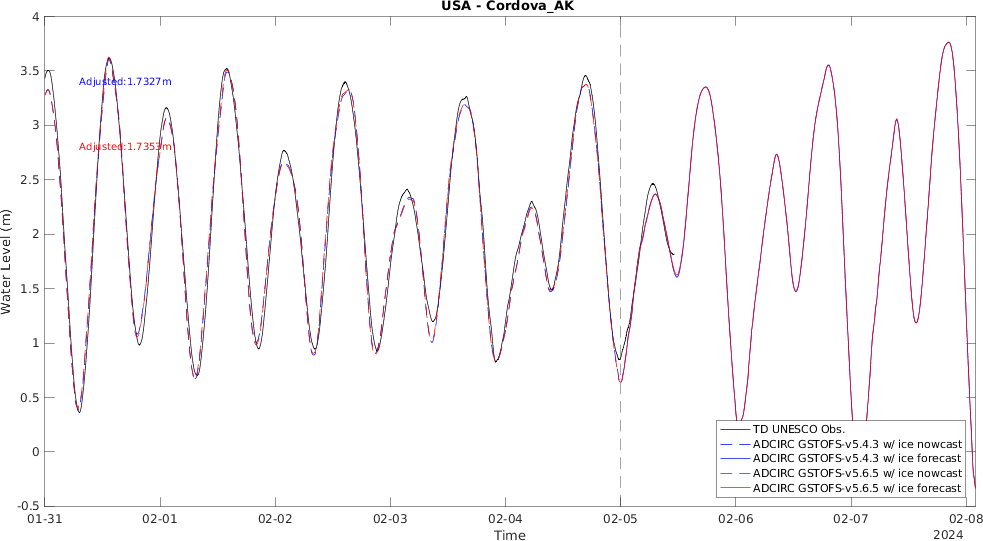 USA - Cordova_AK
4
3.5
3
2.5
2
1.5
1
0.5
0
-0.5
Water Level (m)
Adjusted:1.7327m
Adjusted:1.7353m
TD UNESCO Obs.
ADCIRC GSTOFS-v5.4.3 w/ ice nowcast
ADCIRC GSTOFS-v5.4.3 w/ ice forecast
ADCIRC GSTOFS-v5.6.5 w/ ice nowcast
ADCIRC GSTOFS-v5.6.5 w/ ice forecast
01-31 02-01 02-02 02-03 02-04 02-05 02-06 02-07 02-08
Time
2024